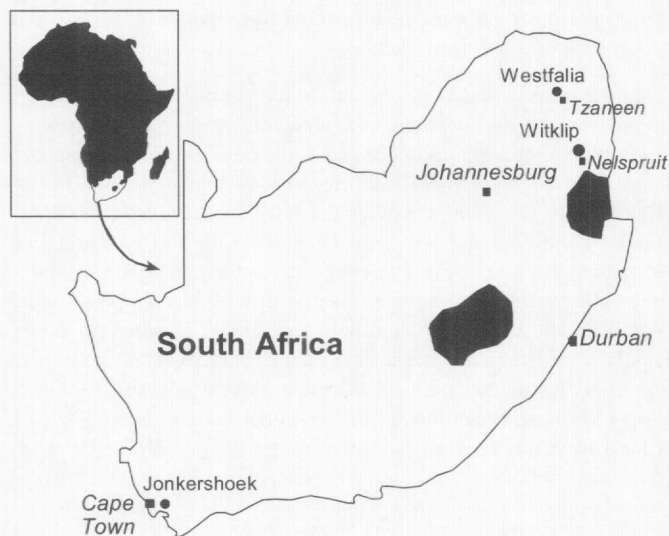 Westfalia
Tzaneen
Witklip
Nelspruit
Johannesburg
South Africa
Durban
Jonkershoek
Cape
Town